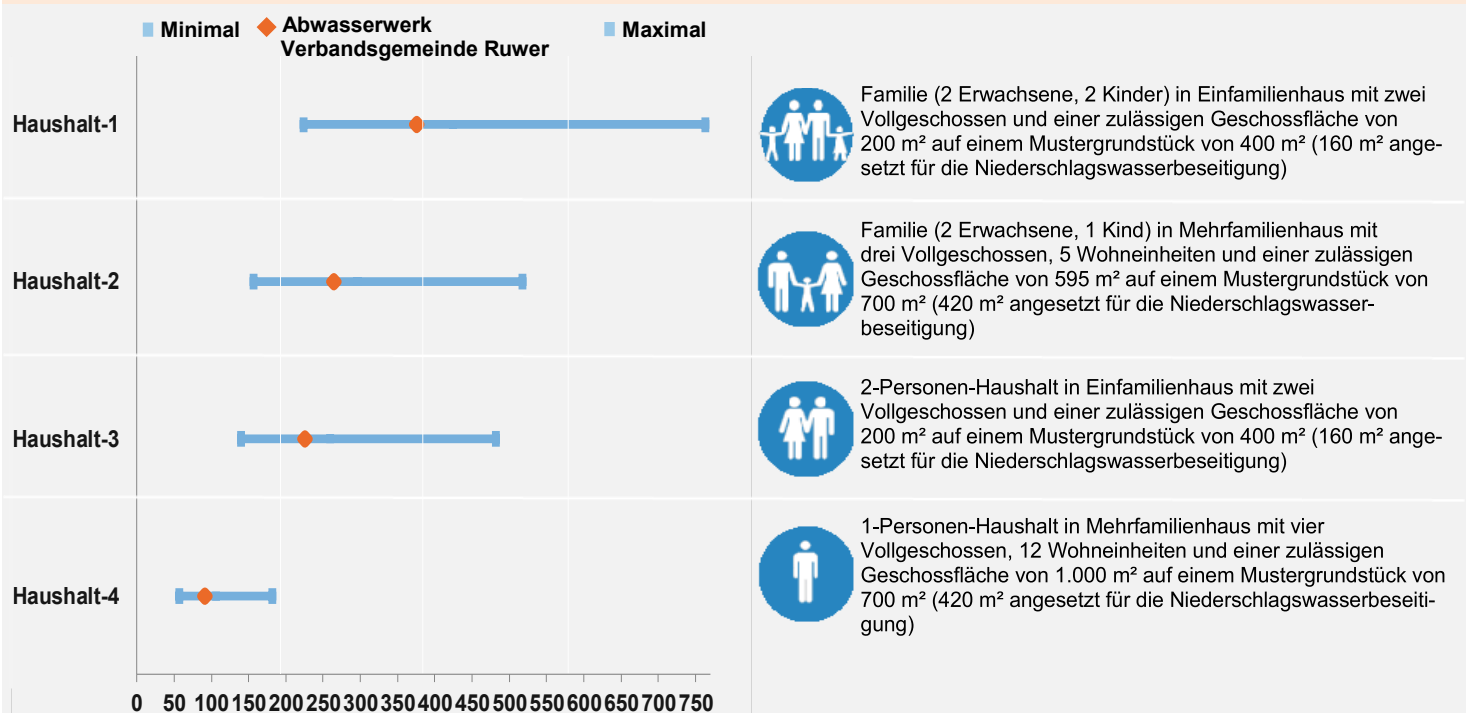 Minimal Abwasserwerk Maximal
Verbandsgemeinde Ruwer
Haushalt-1
Familie (2 Erwachsene, 2 Kinder) in Einfamilienhaus mit zwei
Vollgeschossen und einer zulässigen Geschossfläche von
200 m² auf einem Mustergrundstück von 400 m² (160 m² ange-
setzt für die Niederschlagswasserbeseitigung)
Haushalt-2
Familie (2 Erwachsene, 1 Kind) in Mehrfamilienhaus mit
drei Vollgeschossen, 5 Wohneinheiten und einer zulässigen
Geschossfläche von 595 m² auf einem Mustergrundstück von
700 m² (420 m² angesetzt für die Niederschlagswasser-
beseitigung)
Haushalt-3
2-Personen-Haushalt in Einfamilienhaus mit zwei
Vollgeschossen und einer zulässigen Geschossfläche von
200 m² auf einem Mustergrundstück von 400 m² (160 m² ange-
setzt für die Niederschlagswasserbeseitigung)
Haushalt-4
1-Personen-Haushalt in Mehrfamilienhaus mit vier
Vollgeschossen, 12 Wohneinheiten und einer zulässigen
Geschossfläche von 1.000 m² auf einem Mustergrundstück von
700 m² (420 m² angesetzt für die Niederschlagswasserbeseiti-
gung)
0 50 100 150 200 250 300 350 400 450 500 550 600 650 700 750